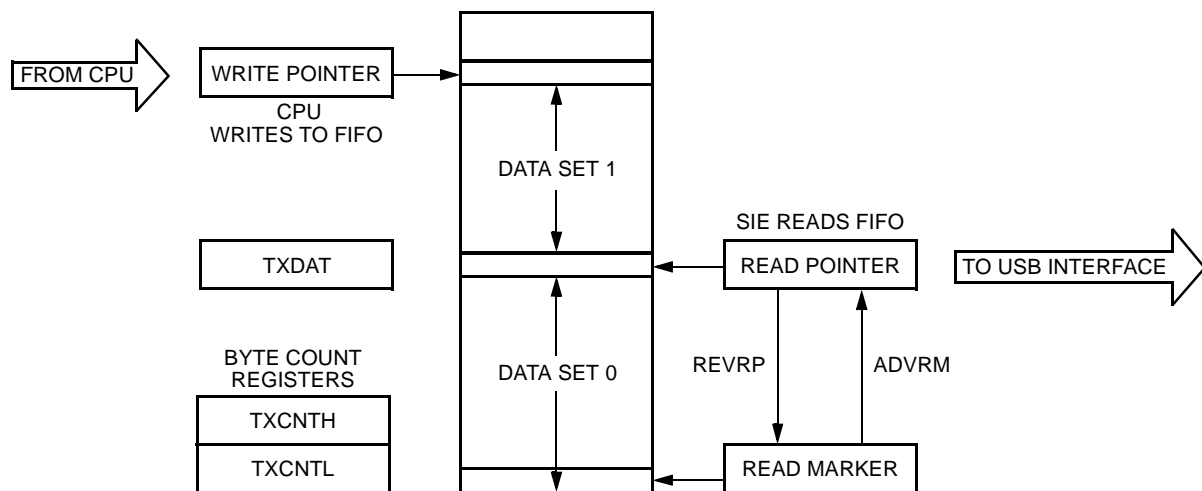 FROM CPU
WRITE POINTER
CPU
WRITES TO FIFO
DATA SET 1
SIE READS FIFO
TXDAT
READ POINTER
TO USB INTERFACE
BYTE COUNT
REGISTERS
DATA SET 0
REVRP
ADVRM
TXCNTH
TXCNTL
READ MARKER